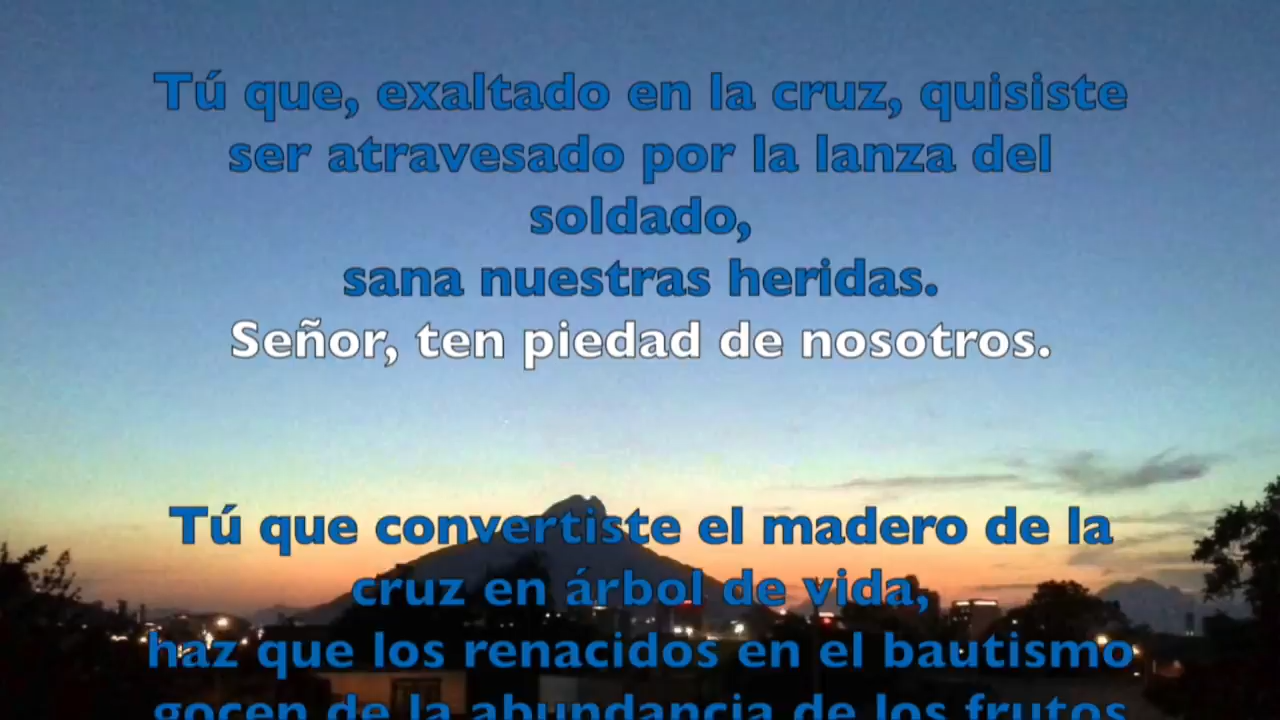 Tú que, exaltado en la cruz, quisiste
ser atravesado por la lanza del
soldado,
sana nuestras heridas.
Señor, ten piedad de nosotros.
Tú que convertiste el madero de la
cruz en árbol de vida,
haz que los renacidos en el bautismo
gocen de la abundancia de los frutos